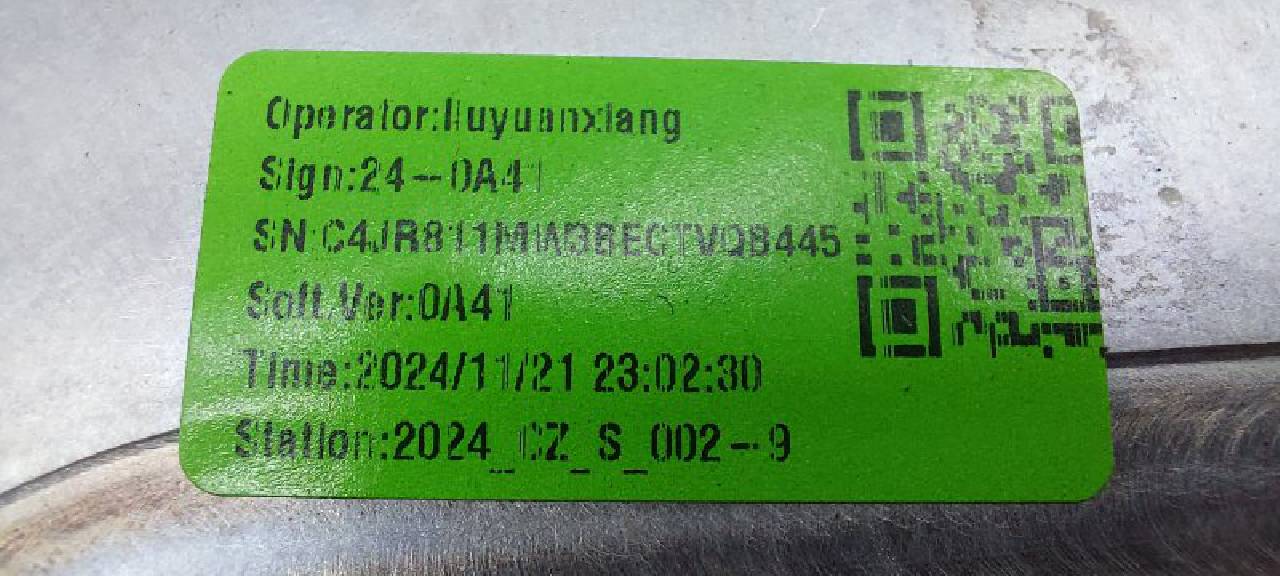 Operator:liuyuanxiang
Sign:24-0A41
SN:
Soft.Ver:0A41
Time:2024/11/21 23:02:30
Station:2024_CZ_S_002-9